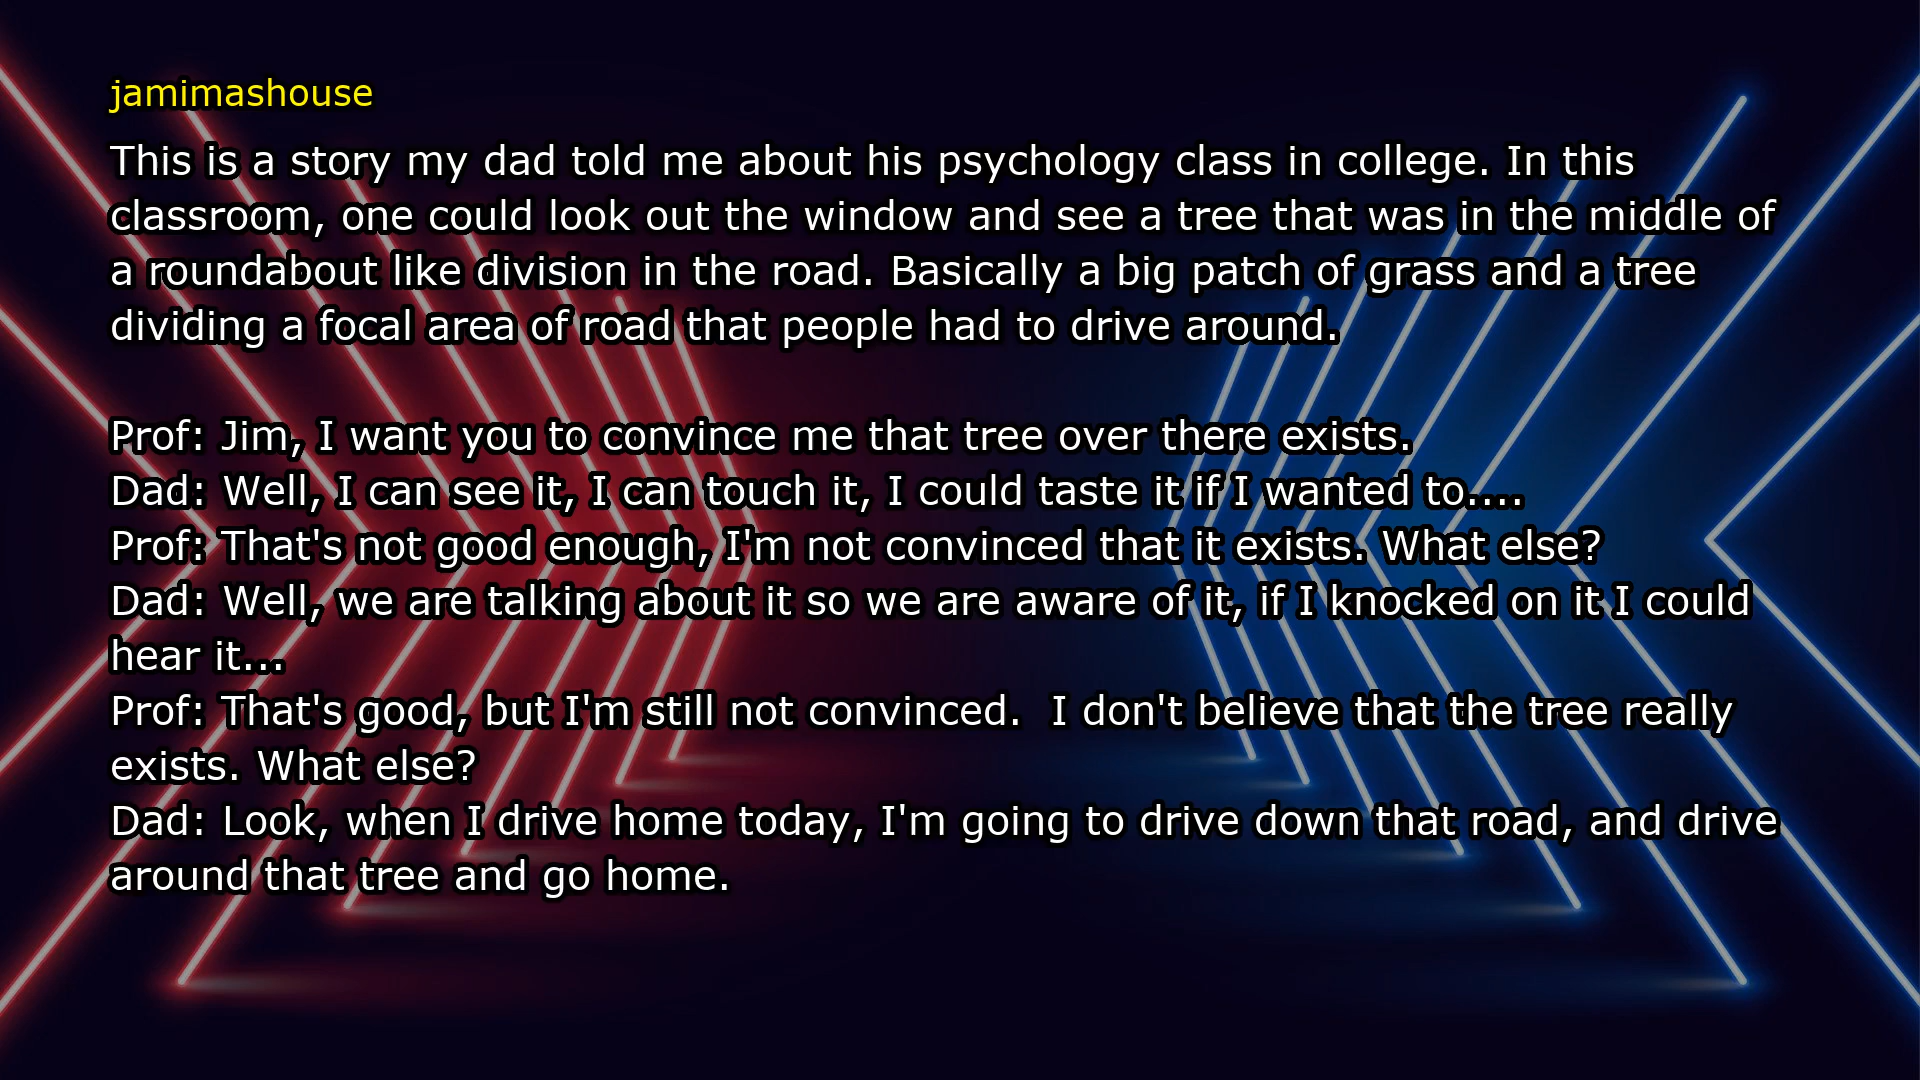 jamimashouse
This is a story my dad told me about his psychology class in college. In this
classroom, one could look out the window and see a tree that was in the middle of
a roundabout like division in the road. Basically a big patch of grass and a tree
dividing a focal area of road that people had to drive around.
Prof: Jim, I want you to convince me that tree over there exists.
Dad: Well, I can see it, I can touch it, I could taste it if I wanted to....
Prof: That's not good enough, I'm not convinced that it exists. What else?
Dad: Well, we are talking about it so we are aware of it, if I knocked on it I could
hear it...
Prof: That's good, but I'm still not convinced.  I don't believe that the tree really
exists. What else?
Dad: Look, when I drive home today, I'm going to drive down that road, and drive
around that tree and go home.